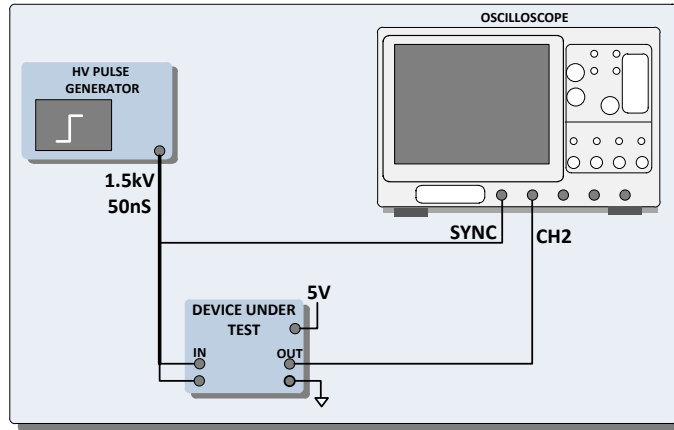 OSCILLOSCOPE
HV PULSE
GENERATOR
1.5kV
50nS
SYNC
CH2
5V
DEVICE UNDER
TEST
IN
OUT